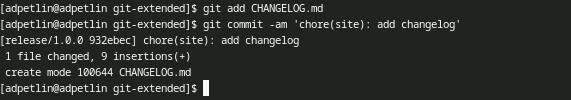 [adpetlin@adpetlin git-extended]$ git add CHANGELOG.md
[adpetlin@adpetlin git-extended]$ git commit -am 'chore(site): add changelog'
[release/1.0.0 932ebec] chore(site): add changelog
 1 file changed, 9 insertions(+)
 create mode 100644 CHANGELOG.md
[adpetlin@adpetlin git-extended]$